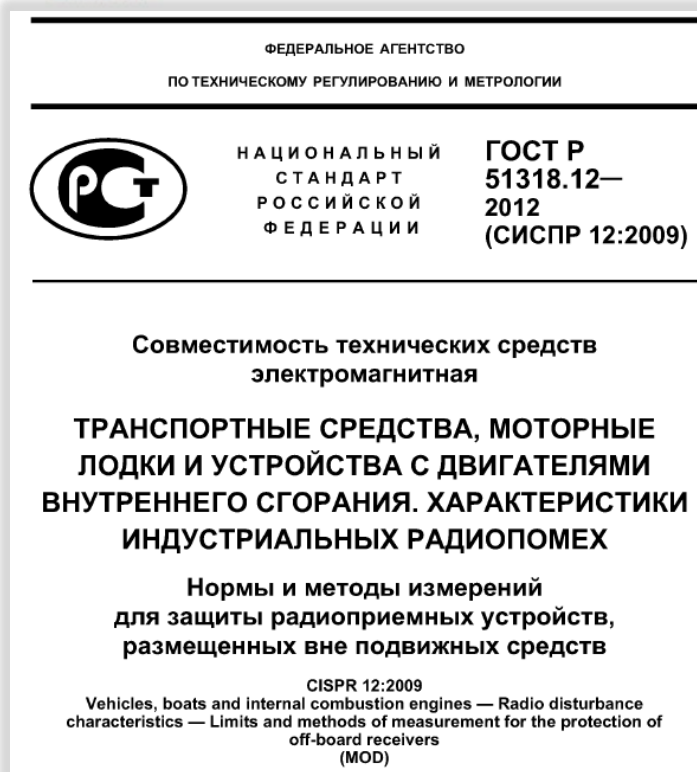 ФЕДЕРАЛЬНОЕ АГЕНТСТВО
ПО ТЕХНИЧЕСКОМУ РЕГУЛИРОВАНИЮ И МЕТРОЛОГИИ
РСТ
НАЦИОНАЛЬНЫЙ
СТАНДАРТ
РОССИЙСКОЙ
ФЕДЕРАЦИИ
ГОСТ Р
51318.12—
2012
(СИСПР 12:2009)
Совместимость технических средств
электромагнитная
ТРАНСПОРТНЫЕ СРЕДСТВА, МОТОРНЫЕ
ЛОДКИ И УСТРОЙСТВА С ДВИГАТЕЛЯМИ
ВНУТРЕННЕГО СГОРАНИЯ. ХАРАКТЕРИСТИКИ
ИНДУСТРИАЛЬНЫХ РАДИОПОМЕХ
Нормы и методы измерений
для защиты радиоприемных устройств,
размещенных вне подвижных средств
CISPR 12:2009
Vehicles, boats and internal combustion engines — Radio disturbance
characteristics — Limits and methods of measurement for the protection of
off-board receivers
(MOD)